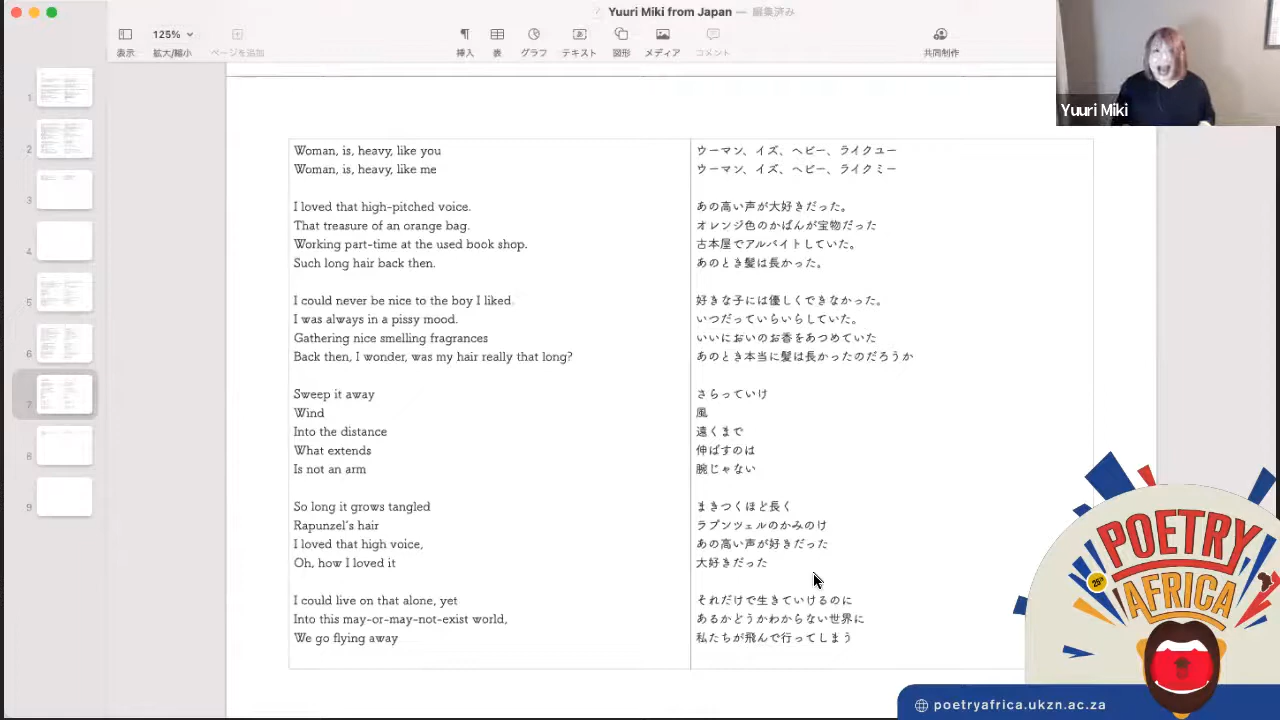 Yuuri Miki from Japan — 編集済み
125%
表示
拡大/縮小
ページを追加
挿入
表
グラフ
テキスト
図形
メディア
コメント
共同制作
Yuuri Miki
1
2
3
4
5
6
7
8
9
Woman, is, heavy, like you
Woman, is, heavy, like me
I loved that high-pitched voice.
That treasure of an orange bag.
Working part-time at the used book shop.
Such long hair back then.
I could never be nice to the boy I liked.
I was always in a pissy mood.
Gathering nice smelling fragrances
Back then, I wonder, was my hair really that long?
Sweep it away
Wind
Into the distance
What extends
Is not an arm
So long it grows tangled
Rapunzel's hair
I loved that high voice,
Oh, how I loved it
I could live on that alone, yet
Into this may-or-may-not-exist world,
We go flying away
ウーマン、イズ、ヘビー、ライクユー
ウーマン、イズ、ヘビー、ライクミー
あの高い声が大好きだった。
オレンジ色のかばんが宝物だった
古本屋でアルバイトしていた。
あのとき髪は長かった。
好きな子には優しくできなかった。
いつだっていらいらしていた。
いいにおいのお香をあつめていた
あのとき本当に髪は長かったのだろうか
さらっていけ
風
遠くまで
伸ばすのは
腕じゃない
まきつくほど長く
ラプンツェルのかみのけ
あの高い声が好きだった
大好きだった
それだけで生きていけるのに
あるかどうかわからない世界に
私たちが飛んで行ってしまう
POETRY
25th
AFRICA
poetryafrica.ukzn.ac.za